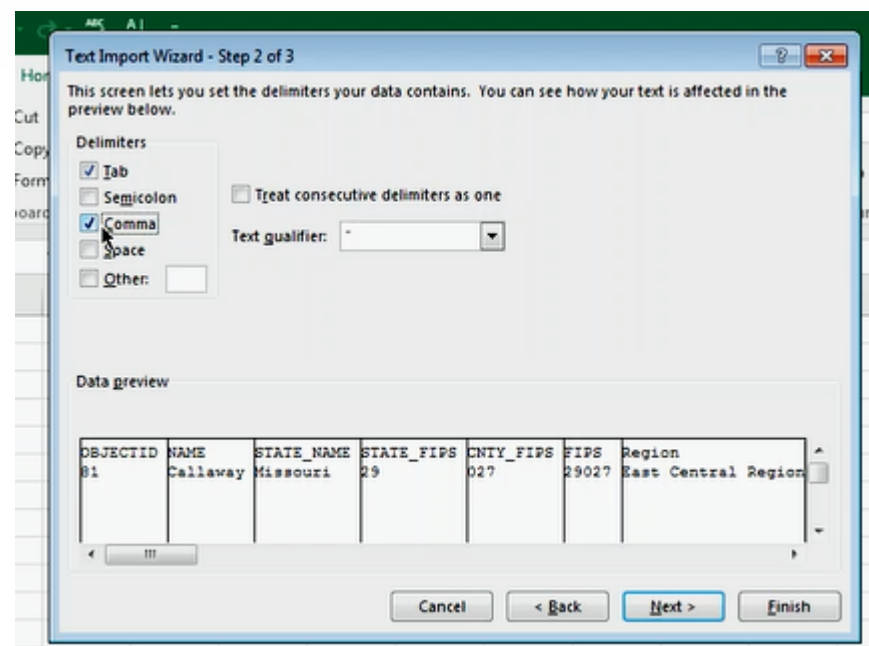 ABC A
Text Import Wizard - Step 2 of 3
Hor
This screen lets you set the delimiters your data contains. You can see how your text is affected in the
preview below.
Cut
Delimiters
Copy
Tab
Form
Semicolon Treat consecutive delimiters as one
oard
Comma
Text qualifier: "
Space
Other:
Data preview
OBJECTID NAME STATE_NAME STATE_FIPS CNTY_FIPS FIPS Region
81 Callaway Missouri 29 027 29027 East Central Region
Cancel < Back Next > Finish